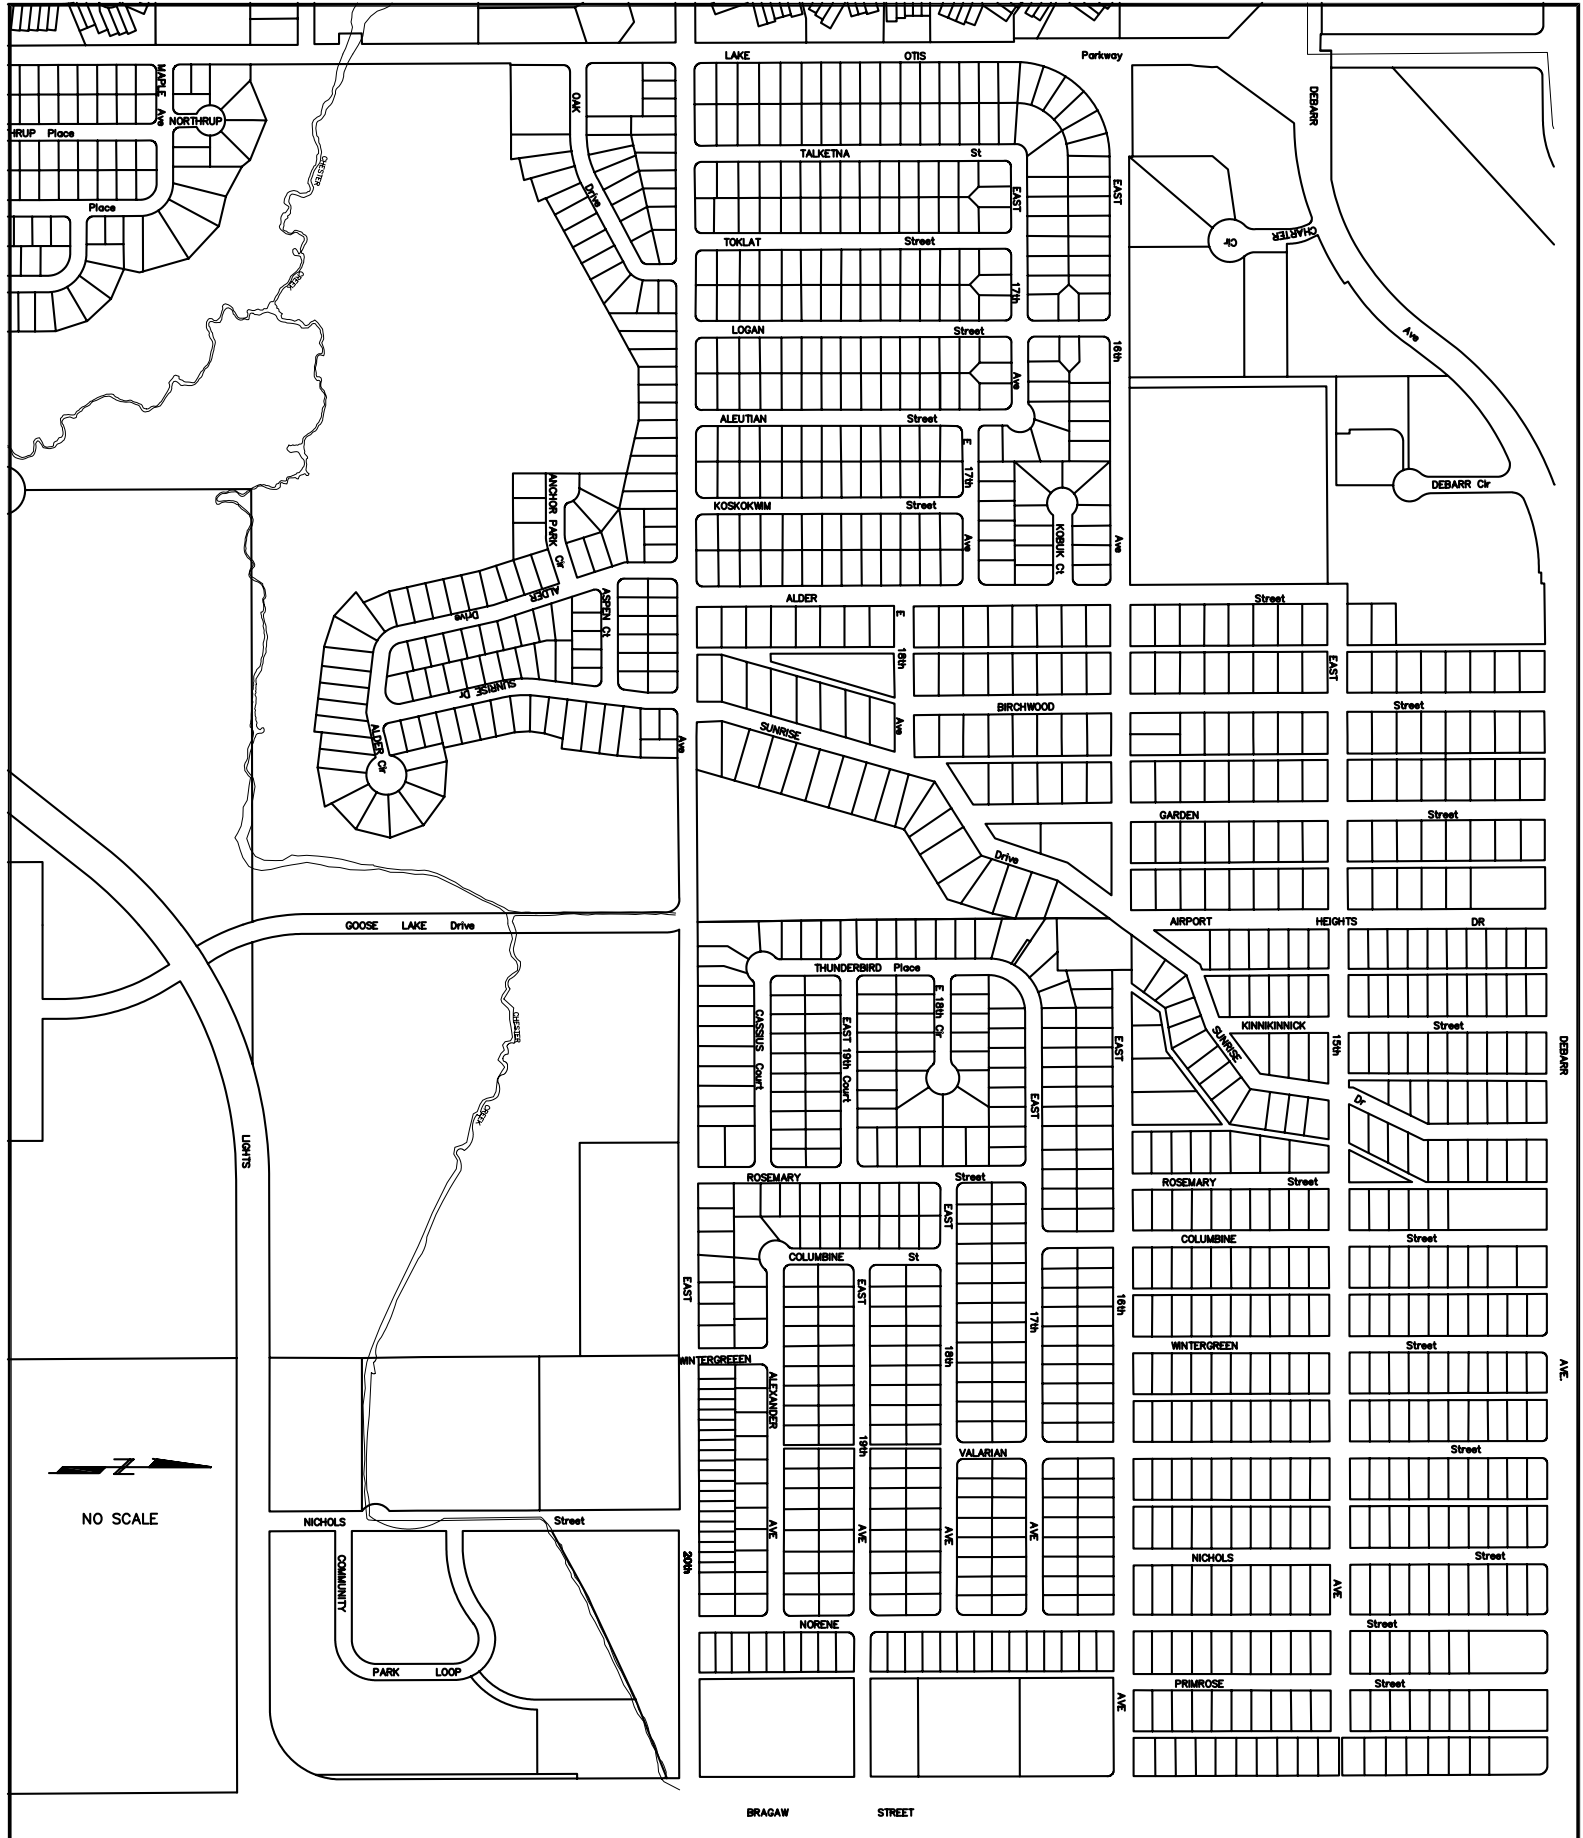 LAKE OTIS Parkway
MAPLE Ave
NORTHRUP
HRUP Place
Place
CHESTER
CREEK
OAK
Drive
TALKETNA St
EAST
EAST
DEBARR
TOKLAT Street
17th
CHARTER
Cir
LOGAN Street
Ave
16th
Ave
ALEUTIAN Street
E 17th
Ave
DEBARR Cir
KOSKOKWIM Street
KOBUK Ct
Ave
ANCHOR PARK Cir
ALDER Drive
ASPEN Ct
SUNRISE Dr
ALDER Cir
Ave
ALDER Street
E 18th Ave
EAST
BIRCHWOOD Street
SUNRISE
Drive
GARDEN Street
GOOSE LAKE Drive
AIRPORT HEIGHTS DR
THUNDERBIRD Place
E 18th Cir
CASSIUS Court
EAST 19th Court
EAST
EAST
KINNIKINNICK Street
SUNRISE
Dr
15th
DEBARR
CHESTER
CREEK
LIGHTS
ROSEMARY Street
ROSEMARY Street
EAST
COLUMBINE St
COLUMBINE Street
EAST
EAST
17th
16th
18th
WINTERGREEEN
WINTERGREEN Street
ALEXANDER
AVE
AVE.
19th
AVE
VALARIAN Street
AVE
AVE
NO SCALE
NICHOLS Street
NICHOLS Street
COMMUNITY
PARK LOOP
20th
AVE
NORENE Street
PRIMROSE Street
AVE
BRAGAW STREET
N